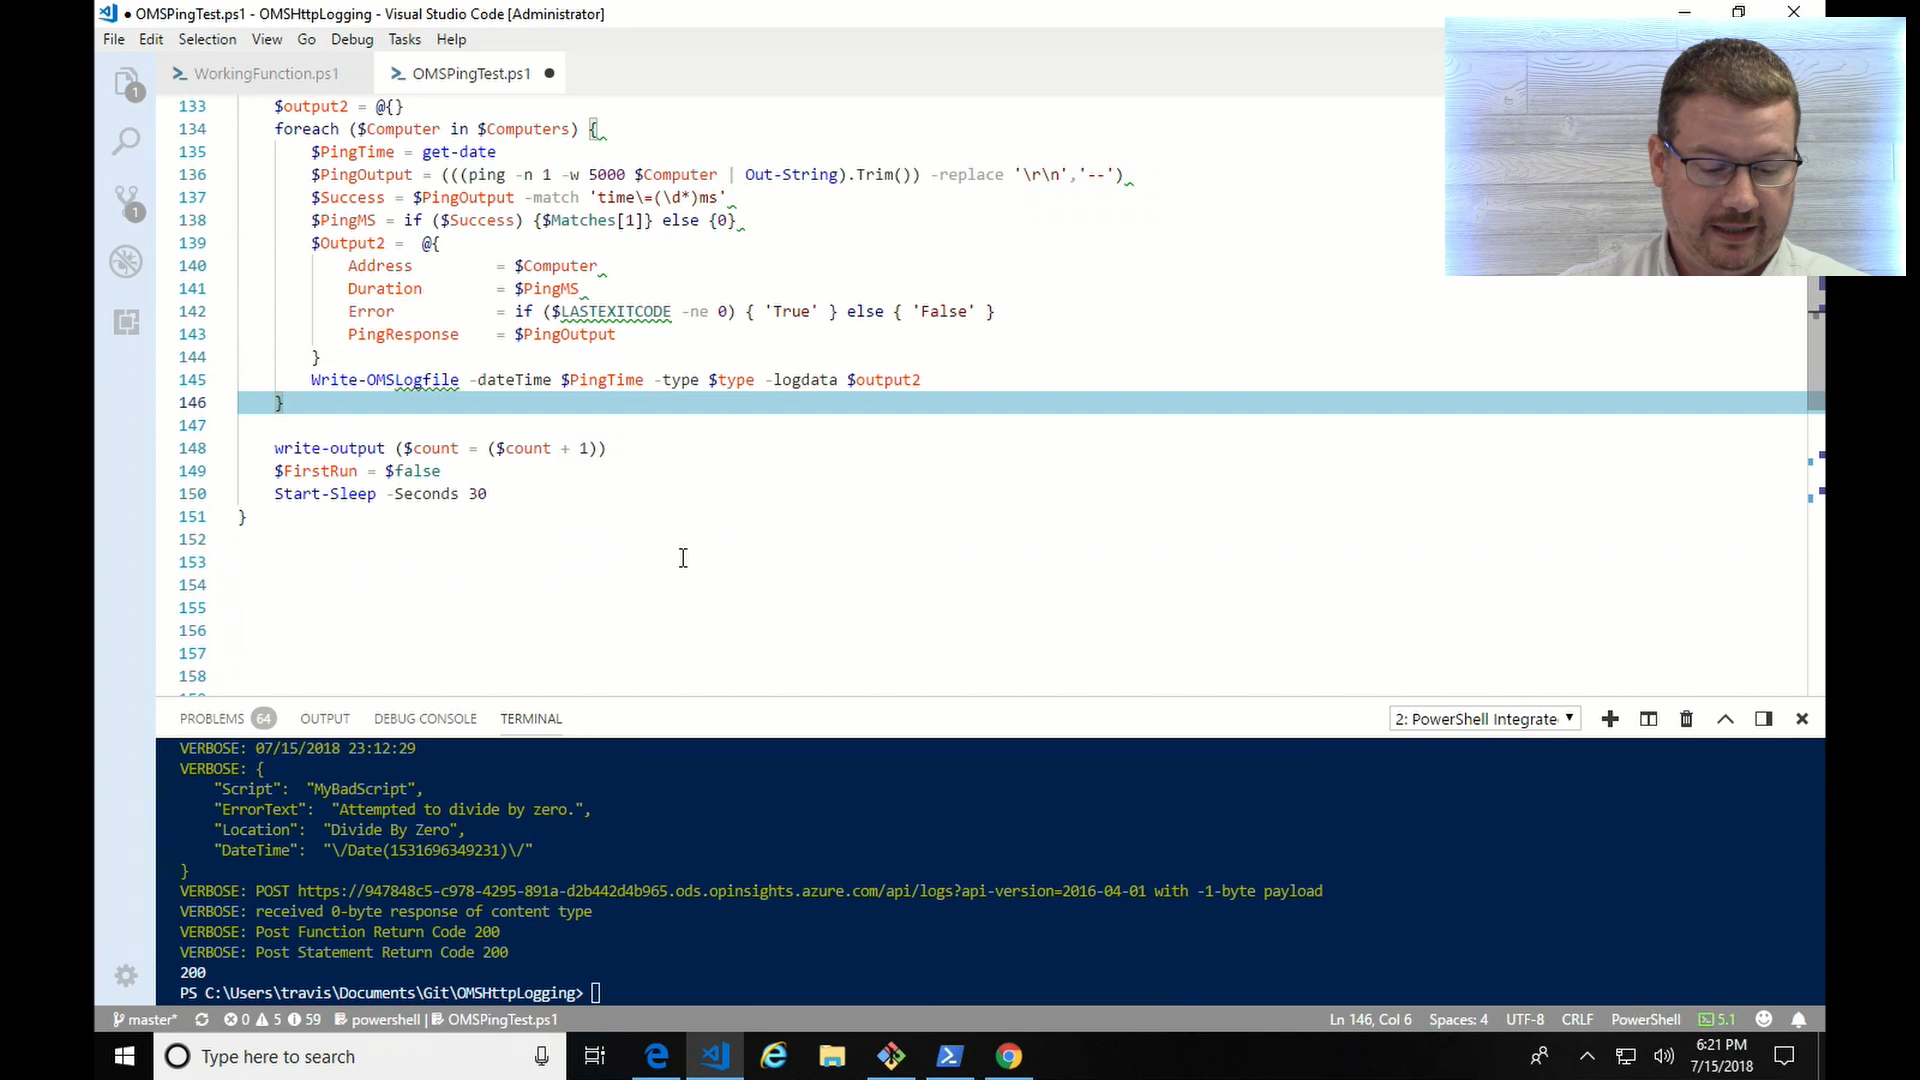 ● OMSPingTest.ps1 - OMSHttpLogging - Visual Studio Code [Administrator]
File Edit Selection View Go Debug Tasks Help
WorkingFunction.ps1 OMSPingTest.ps1 ●
1
1
133 $output2 = @{}
134 foreach ($Computer in $Computers) {
135 $PingTime = get-date
136 $PingOutput = (((ping -n 1 -w 5000 $Computer | Out-String).Trim()) -replace '\r\n','--')
137 $Success = $PingOutput -match 'time\=(\d*)ms'
138 $PingMS = if ($Success) {$Matches[1]} else {0}
139 $Output2 = @{
140 Address = $Computer
141 Duration = $PingMS
142 Error = if ($LASTEXITCODE -ne 0) { 'True' } else { 'False' }
143 PingResponse = $PingOutput
144 }
145 Write-OMSLogfile -dateTime $PingTime -type $type -logdata $output2
146 }
147
148 write-output ($count = ($count + 1))
149 $FirstRun = $false
150 Start-Sleep -Seconds 30
151 }
152
153
154
155
156
157
158
PROBLEMS 64 OUTPUT DEBUG CONSOLE TERMINAL 2: PowerShell Integrate
VERBOSE: 07/15/2018 23:12:29
VERBOSE: {
"Script": "MyBadScript",
"ErrorText": "Attempted to divide by zero.",
"Location": "Divide By Zero",
"DateTime": "\/Date(1531696349231)\/"
}
VERBOSE: POST https://947848c5-c978-4295-891a-d2b442d4b965.ods.opinsights.azure.com/api/logs?api-version=2016-04-01 with -1-byte payload
VERBOSE: received 0-byte response of content type
VERBOSE: Post Function Return Code 200
VERBOSE: Post Statement Return Code 200
200
PS C:\Users\travis\Documents\Git\OMSHttpLogging>
master* 0 5 59 powershell | OMSPingTest.ps1 Ln 146, Col 6 Spaces: 4 UTF-8 CRLF PowerShell 5.1
Type here to search
6:21 PM
7/15/2018